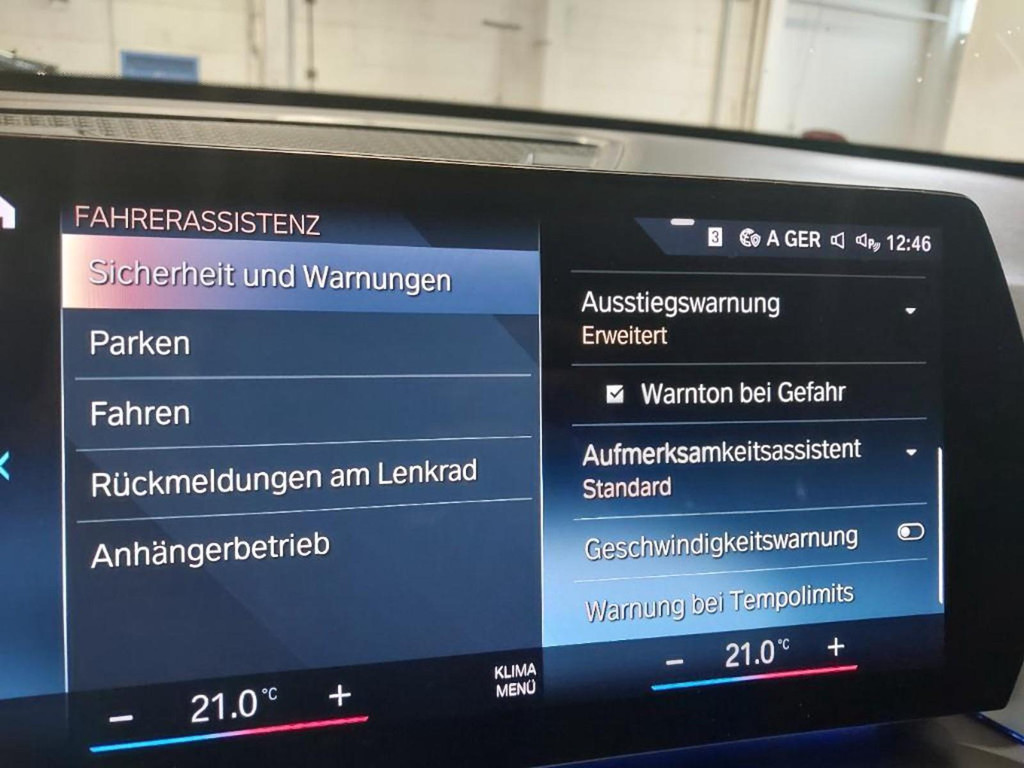 FAHRERASSISTENZ
Sicherheit und Warnungen
Parken
Fahren
Rückmeldungen am Lenkrad
Anhängerbetrieb
3 A GER P 12:46
Ausstiegswarnung
Erweitert
Warnton bei Gefahr
Aufmerksamkeitsassistent
Standard
Geschwindigkeitswarnung
Warnung bei Tempolimits
− 21.0 °C +
KLIMA
MENÜ
− 21.0 °C +